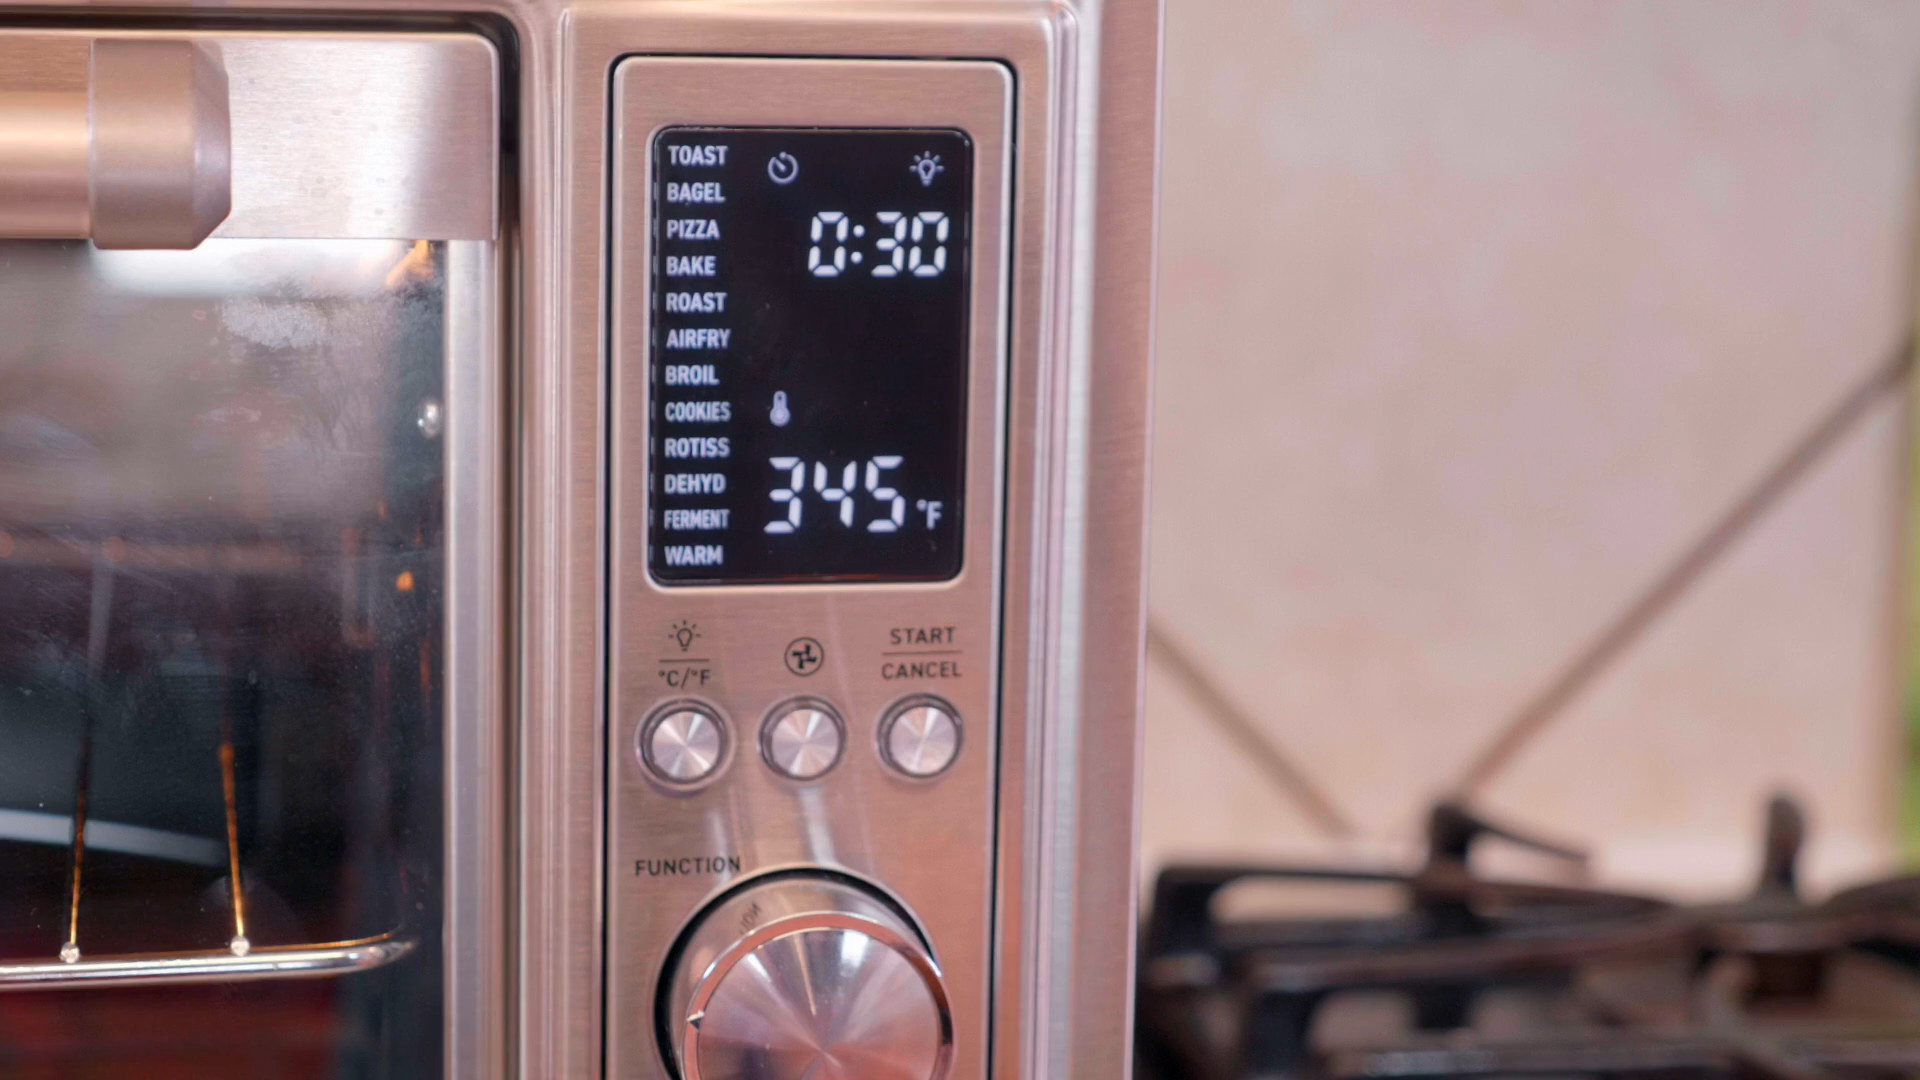 TOAST
BAGEL
PIZZA
BAKE
ROAST
AIRFRY
BROIL
COOKIES
ROTISS
DEHYD
FERMENT
WARM
0:30
345 °F
°C/°F
START
CANCEL
FUNCTION